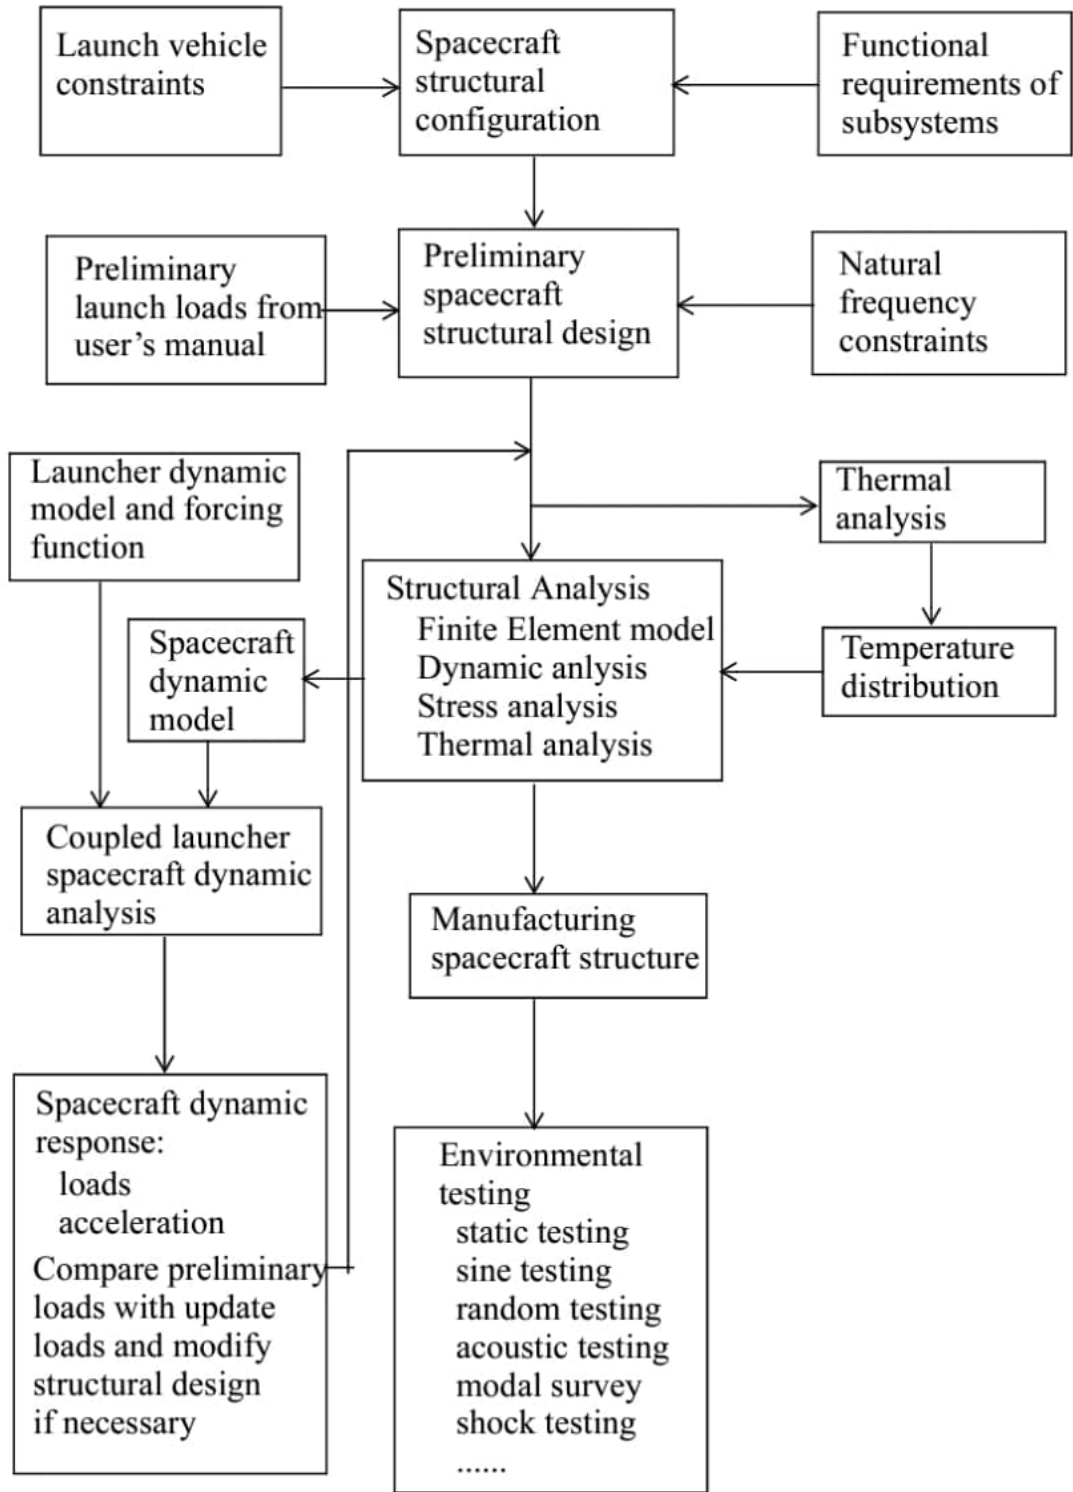 Launch vehicle
constraints
Spacecraft
structural
configuration
Functional
requirements of
subsystems
Preliminary
launch loads from
user’s manual
Preliminary
spacecraft
structural design
Natural
frequency
constraints
Launcher dynamic
model and forcing
function
Thermal
analysis
Structural Analysis
Finite Element model
Dynamic anlysis
Stress analysis
Thermal analysis
Spacecraft
dynamic
model
Temperature
distribution
Coupled launcher
spacecraft dynamic
analysis
Manufacturing
spacecraft structure
Spacecraft dynamic
response:
loads
acceleration
Compare preliminary
loads with update
loads and modify
structural design
if necessary
Environmental
testing
static testing
sine testing
random testing
acoustic testing
modal survey
shock testing
......